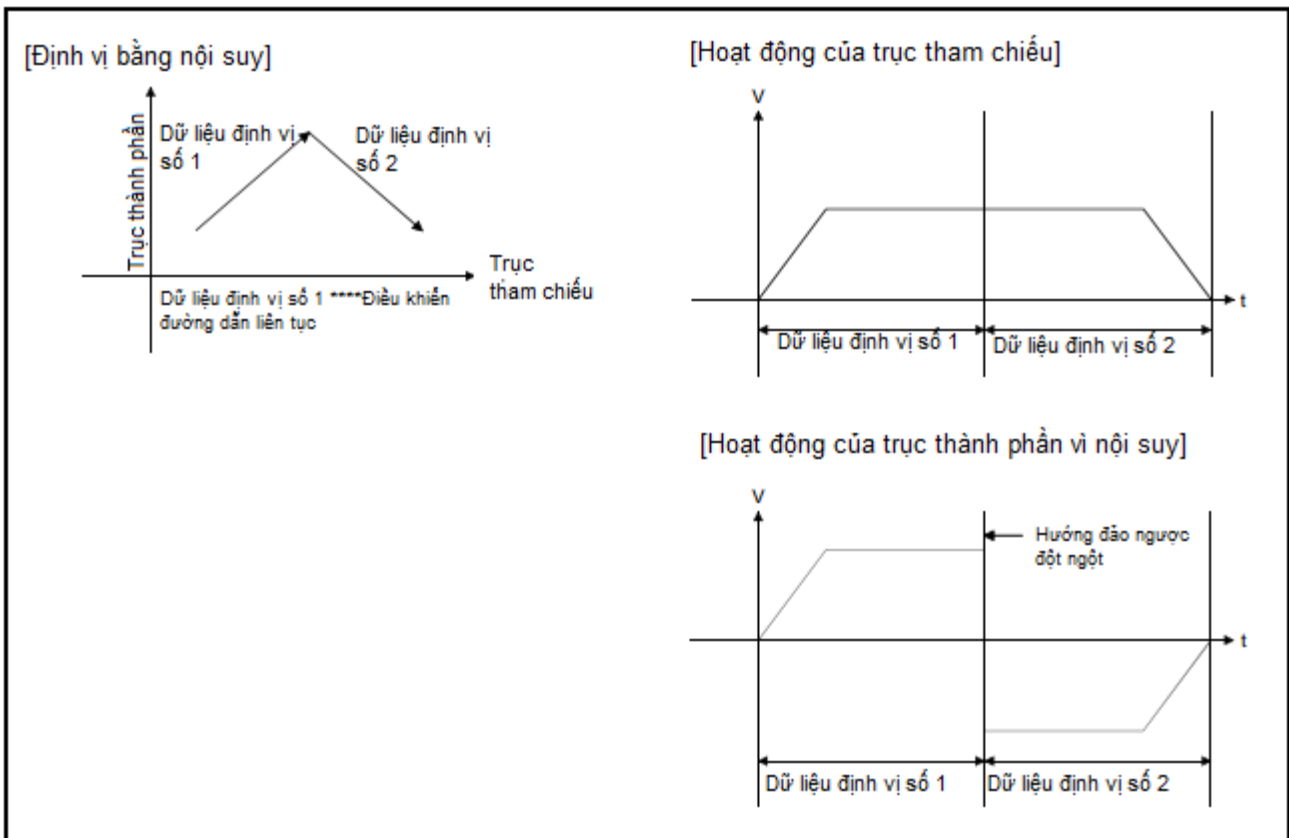 [Định vị bằng nội suy]
Trục thành phần
Dữ liệu định vị
số 1
Dữ liệu định vị
số 2
Trục
tham chiếu
Dữ liệu định vị số 1 ****Điều khiến
đường dẫn liên tục
[Hoạt động của trục tham chiếu]
V
t
Dữ liệu định vị số 1
Dữ liệu định vị số 2
[Hoạt động của trục thành phần vì nội suy]
V
Hướng đảo ngược
đột ngột
t
Dữ liệu định vị số 1
Dữ liệu định vị số 2